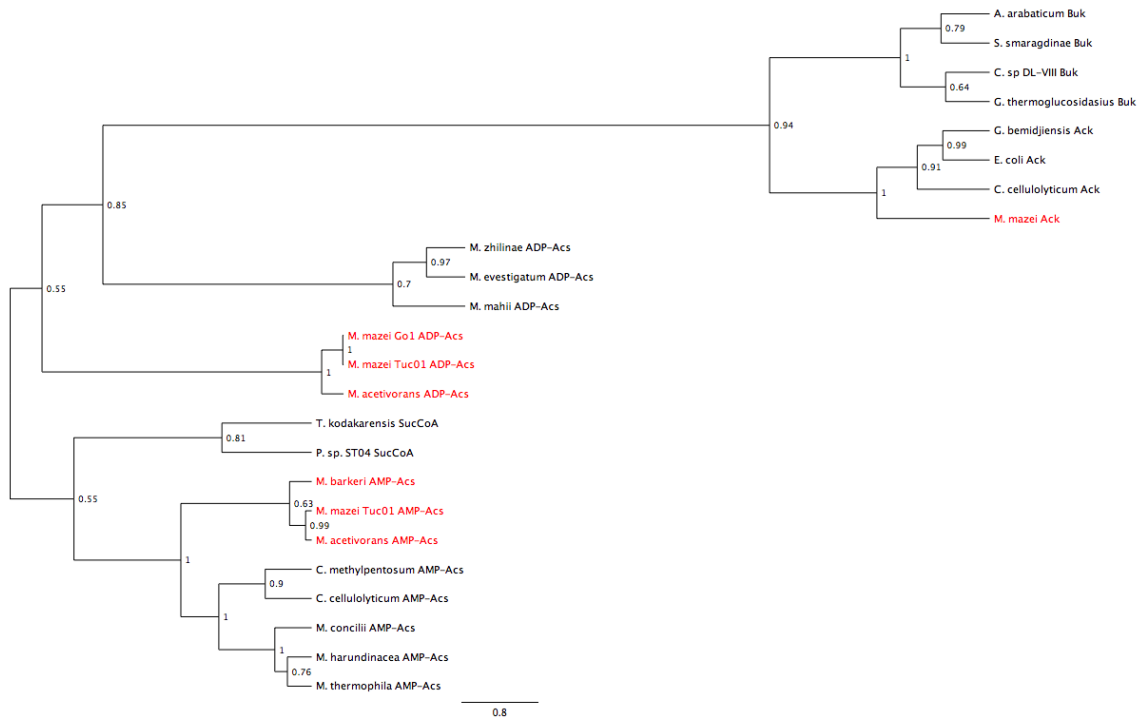 A. arabaticum Buk
0.79
S. smaragdinae Buk
1
C. sp DL-VIII Buk
0.64
G. thermoglucosidasius Buk
0.94
G. bemidjiensis Ack
0.99
E. coli Ack
0.91
C. cellulolyticum Ack
1
M. mazei Ack
0.85
M. zhilinae ADP-Acs
0.97
M. evestigatum ADP-Acs
0.7
M. mahii ADP-Acs
0.55
M. mazei Go1 ADP-Acs
1
M. mazei Tuc01 ADP-Acs
1
M. acetivorans ADP-Acs
T. kodakarensis SucCoA
0.81
P. sp. ST04 SucCoA
0.55
M. barkeri AMP-Acs
0.63
M. mazei Tuc01 AMP-Acs
0.99
M. acetivorans AMP-Acs
1
C. methylpentosum AMP-Acs
0.9
C. cellulolyticum AMP-Acs
1
M. concilii AMP-Acs
1
M. harundinacea AMP-Acs
0.76
M. thermophila AMP-Acs
0.8